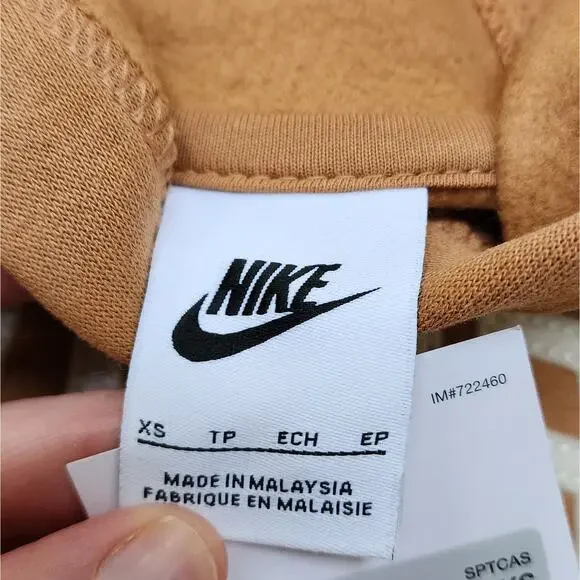 NIKE
XS TP ECH EP
MADE IN MALAYSIA
FABRIQUE EN MALAISIE
IM#722460
SPTCAS